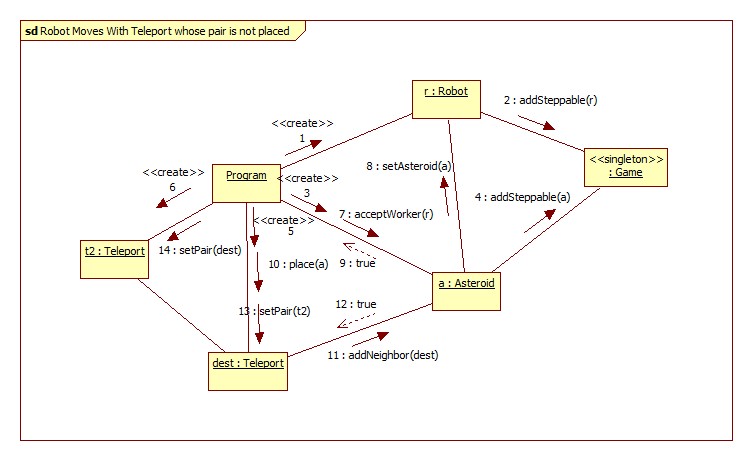 sd Robot Moves With Teleport whose pair is not placed
r : Robot
2 : addSteppable(r)
<<create>>
1
<<singleton>>
: Game
8 : setAsteroid(a)
<<create>>
6
Program
<<create>>
3
4 : addSteppable(a)
7 : acceptWorker(r)
<<create>>
5
t2 : Teleport
14 : setPair(dest)
10 : place(a)
9 : true
a : Asteroid
13 : setPair(t2)
12 : true
dest : Teleport
11 : addNeighbor(dest)